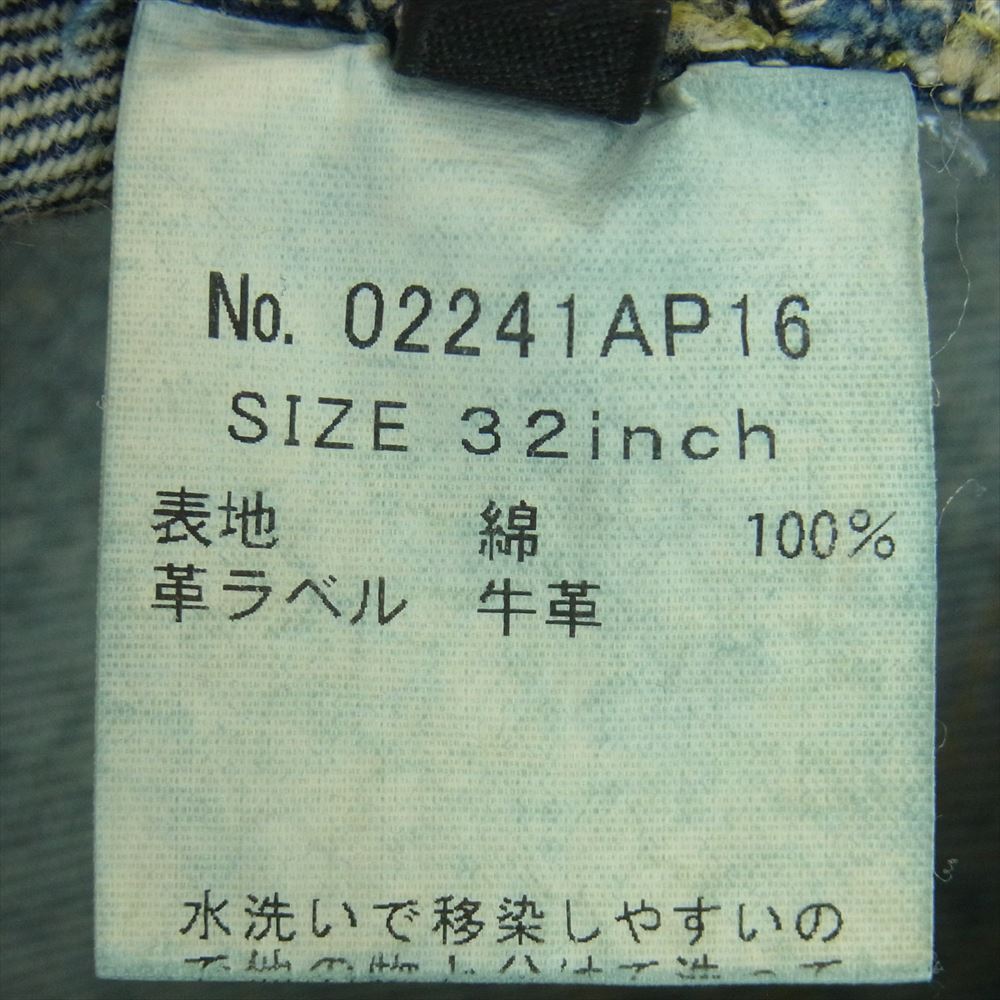 No. 02241AP16
SIZE 32inch
表地 綿 100%
革ラベル 牛革
水洗いで移染しやすいの